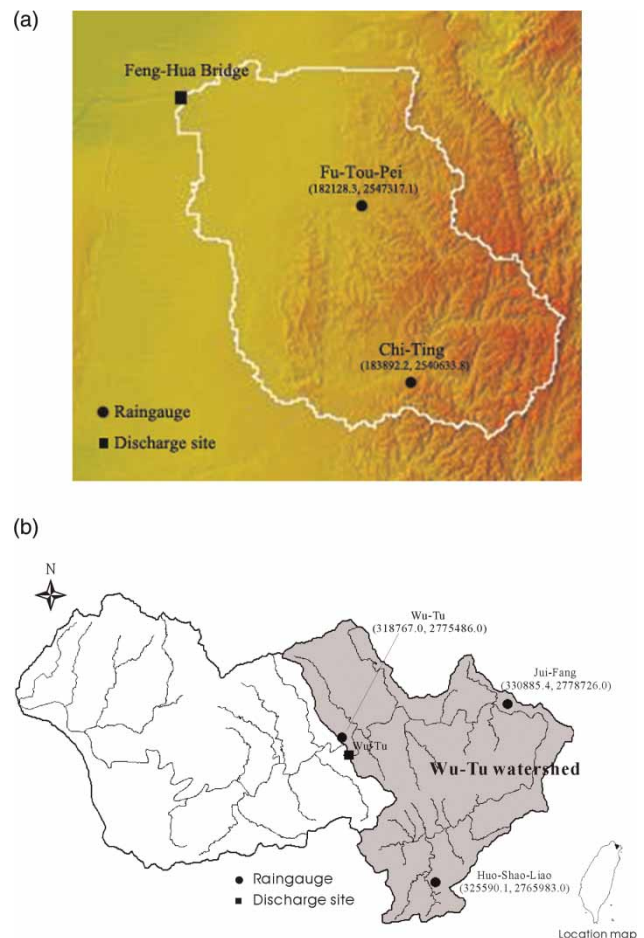 (a)
Feng-Hua Bridge
Fu-Tou-Pei
(182128.3, 2547317.1)
Chi-Ting
(183892.2, 2540633.8)
Raingauge
Discharge site
(b)
N
Wu-Tu
(318767.0, 2775486.0)
Jui-Fang
(330885.4, 2778726.0)
Wu-Tu
Wu-Tu watershed
Huo-Shao-Liao
(325590.1, 2765983.0)
Raingauge
Discharge site
Location map